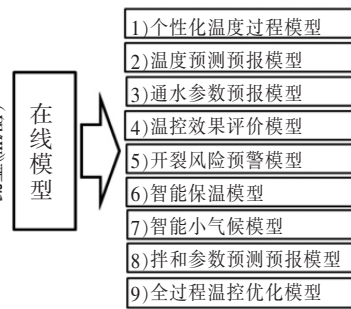 在线模型
1)个性化温度过程模型
2)温度预测预报模型
3)通水参数预报模型
4)温控效果评价模型
5)开裂风险预警模型
6)智能保温模型
7)智能小气候模型
8)拌和参数预测预报模型
9)全过程温控优化模型